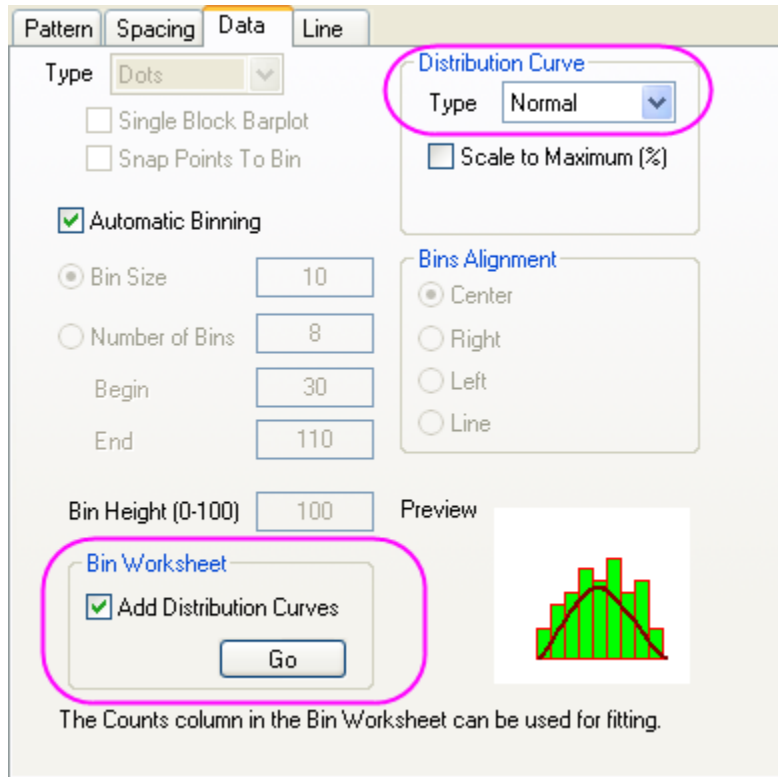 Pattern Spacing Data Line
Type Dots
Single Block Barplot
Snap Points To Bin
Distribution Curve
Type Normal
Scale to Maximum (%)
Automatic Binning
Bin Size 10
Number of Bins 8
Begin 30
End 110
Bins Alignment
Center
Right
Left
Line
Bin Height (0-100) 100
Preview
Bin Worksheet
Add Distribution Curves
Go
The Counts column in the Bin Worksheet can be used for fitting.